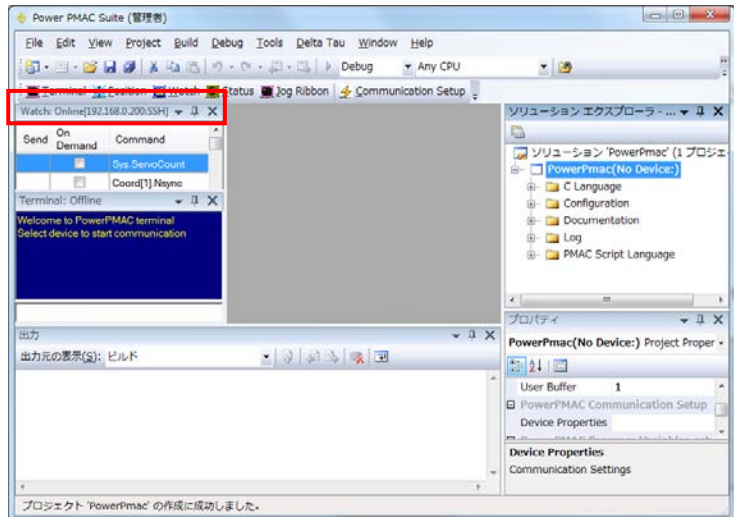 Power PMAC Suite (管理者)
File Edit View Project Build Debug Tools Delta Tau Window Help
Debug Any CPU
Terminal Position Watch Status Jog Ribbon Communication Setup
Watch: Online[192.168.0.200:SSH]
Send On Demand Command
Sys.ServoCount
Coord[1].Nsync
Terminal: Offline
Welcome to PowerPMAC terminal
Select device to start communication
ソリューション エクスプローラ - ...
ソリューション 'PowerPmac' (1 プロジェ
PowerPmac(No Device:)
C Language
Configuration
Documentation
Log
PMAC Script Language
出力
出力元の表示(S): ビルド
プロパティ
PowerPmac(No Device:) Project Proper
User Buffer 1
PowerPMAC Communication Setup
Device Properties
Device Properties
Communication Settings
プロジェクト 'PowerPmac' の作成に成功しました。